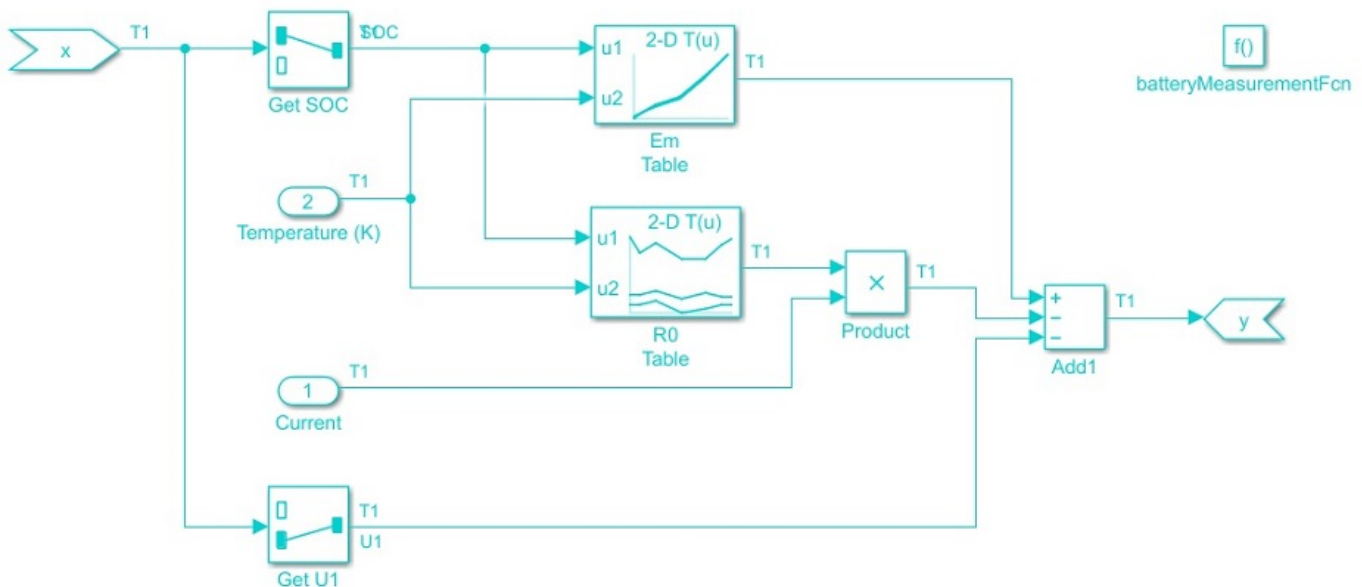 x
T1
T1
SOC
Get SOC
2-D T(u)
u1
u2
T1
Em
Table
f()
batteryMeasurementFcn
2
T1
Temperature (K)
2-D T(u)
u1
u2
T1
R0
Table
×
T1
Product
+
−
−
T1
Add1
y
1
T1
Current
T1
U1
Get U1